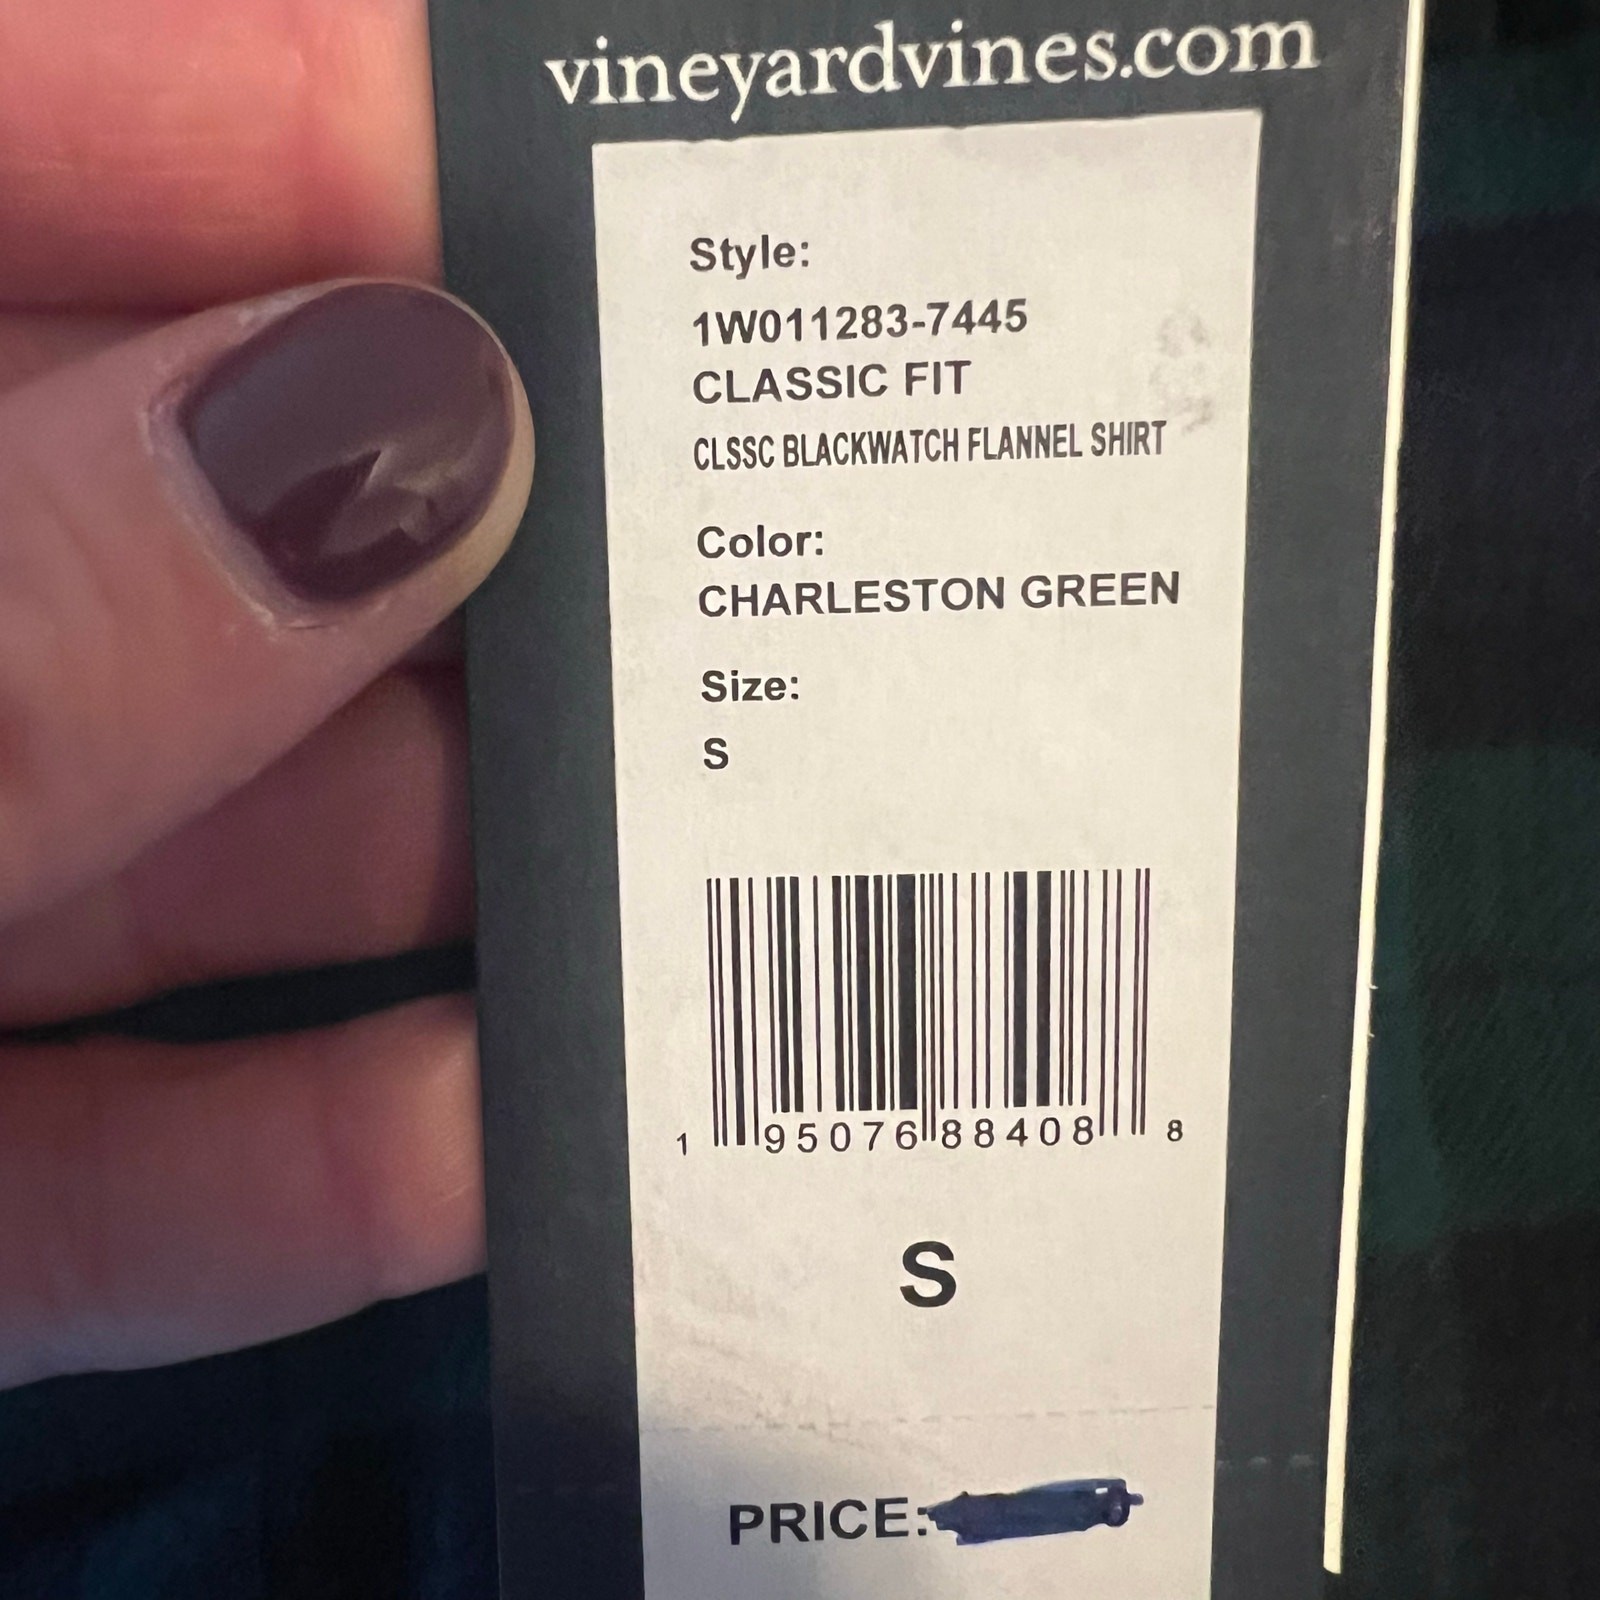 vineyardvines.com
Style:
1W011283-7445
CLASSIC FIT
CLSSC BLACKWATCH FLANNEL SHIRT
Color:
CHARLESTON GREEN
Size:
S
1 95076 88408 8
S
PRICE: